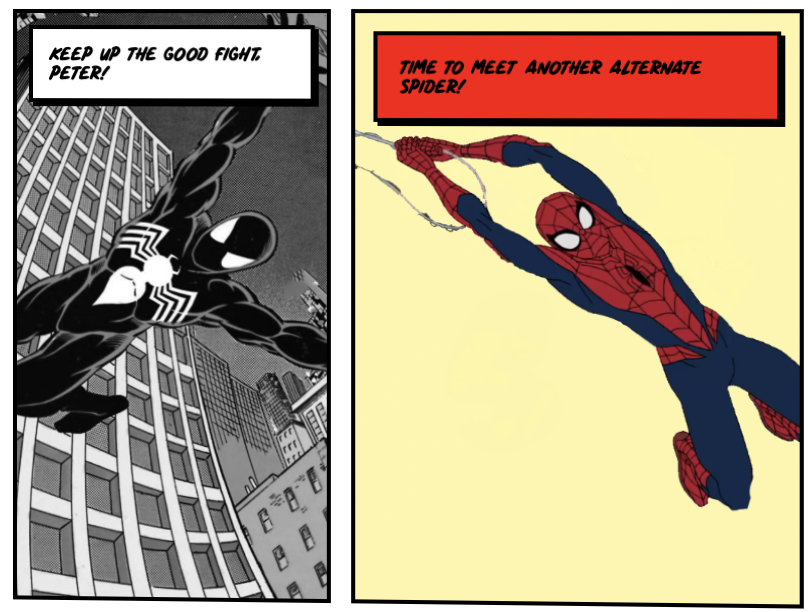 KEEP UP THE GOOD FIGHT,
PETER!
TIME TO MEET ANOTHER ALTERNATE
SPIDER!